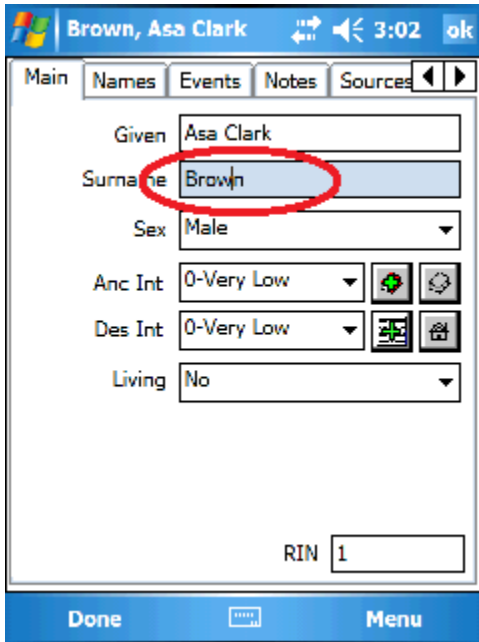 Brown, Asa Clark 3:02 ok
Main Names Events Notes Sources
Given Asa Clark
Surname Brown
Sex Male
Anc Int 0-Very Low
Des Int 0-Very Low
Living No
RIN 1
Done Menu